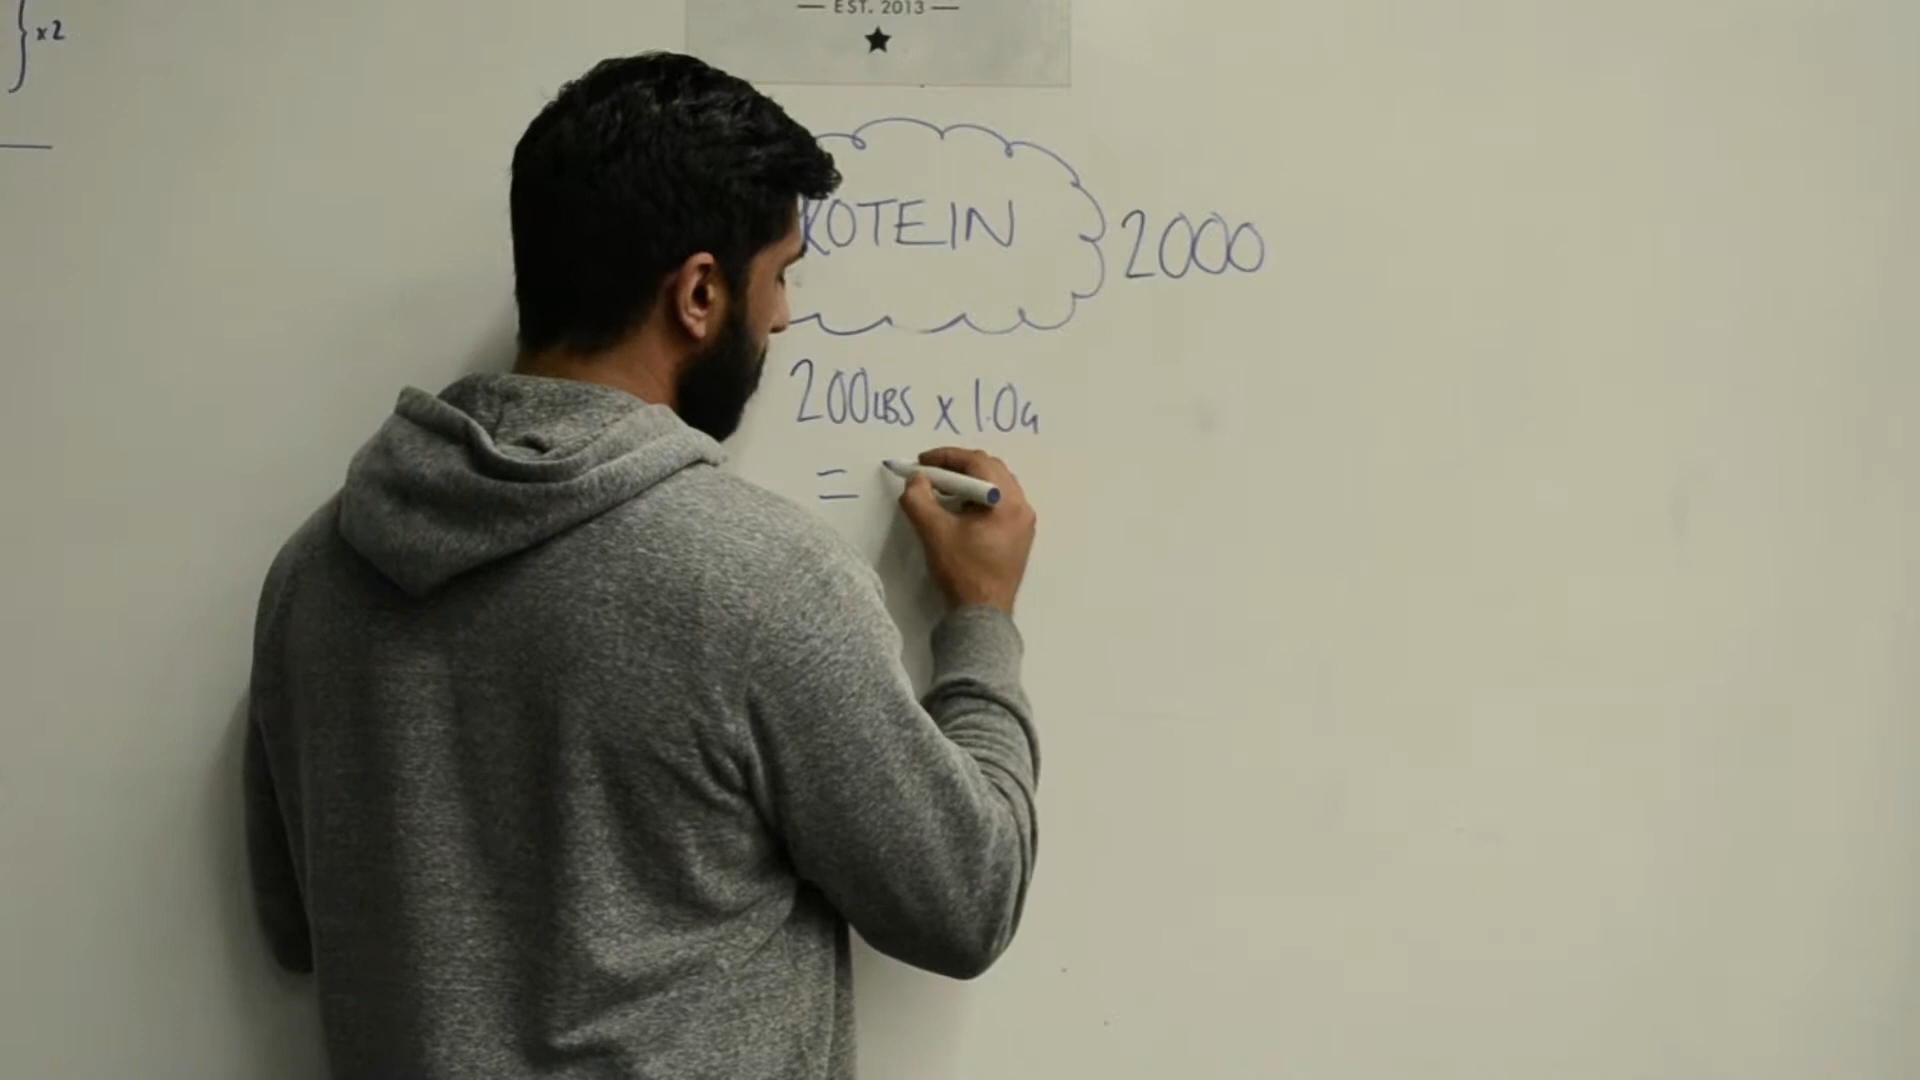 — EST. 2013 —
} x2
ROTEIN } 2000
200LBS x 1.0G
=